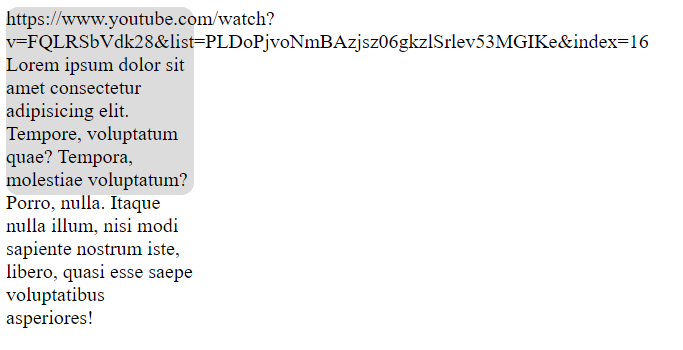 https://www.youtube.com/watch?
v=FQLRSbVdk28&list=PLDoPjvoNmBAzjsz06gkzlSrlev53MGIKe&index=16
Lorem ipsum dolor sit
amet consectetur
adipisicing elit.
Tempore, voluptatum
quae? Tempora,
molestiae voluptatum?
Porro, nulla. Itaque
nulla illum, nisi modi
sapiente nostrum iste,
libero, quasi esse saepe
voluptatibus
asperiores!